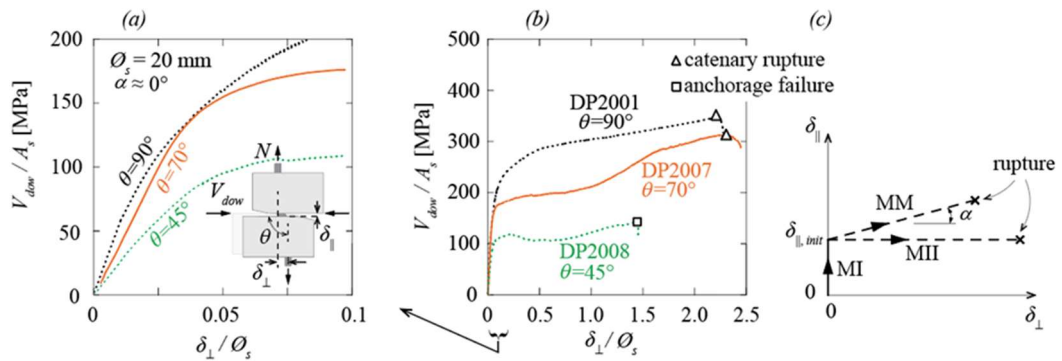 (a)
200
150
100
50
0
V_dow / A_s [MPa]
Ø_s = 20 mm
α ≈ 0°
θ=90°
θ=70°
θ=45°
N
V_dow
θ
δ_∥
δ_⊥
0
0.05
0.1
δ_⊥ / Ø_s
(b)
500
400
300
200
100
0
V_dow / A_s [MPa]
catenary rupture
anchorage failure
DP2001
θ=90°
DP2007
θ=70°
DP2008
θ=45°
0
0.5
1.0
1.5
2.0
2.5
δ_⊥ / Ø_s
(c)
δ_∥
rupture
MM
α
δ_∥,init
MII
MI
0
δ_⊥